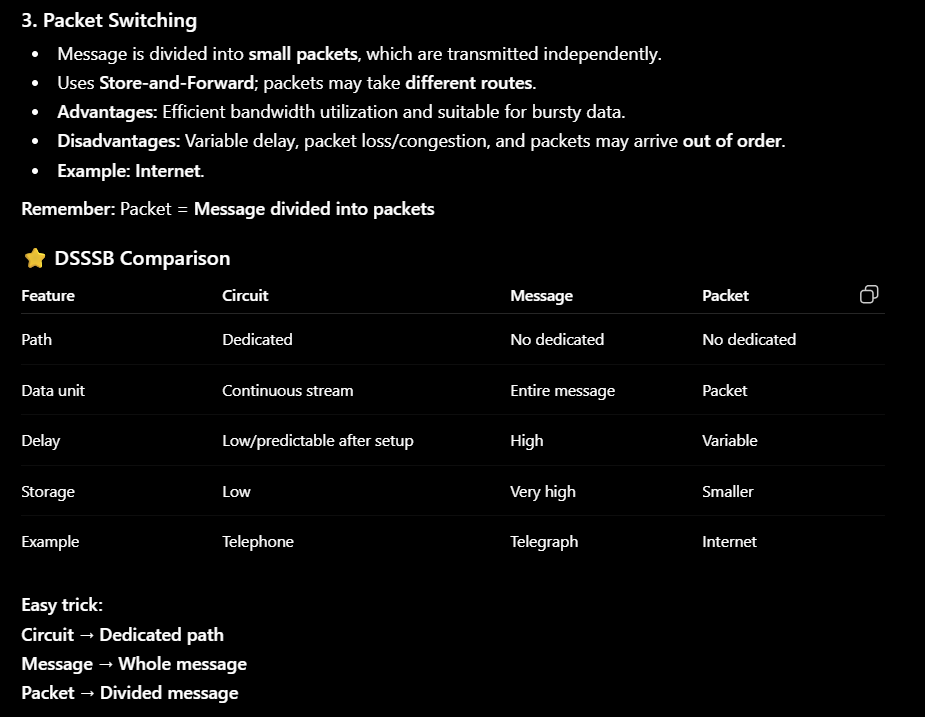 3. Packet Switching
• Message is divided into small packets, which are transmitted independently.
• Uses Store-and-Forward; packets may take different routes.
• Advantages: Efficient bandwidth utilization and suitable for bursty data.
• Disadvantages: Variable delay, packet loss/congestion, and packets may arrive out of order.
• Example: Internet.
Remember: Packet = Message divided into packets
⭐ DSSSB Comparison
Feature Circuit Message Packet
Path Dedicated No dedicated No dedicated
Data unit Continuous stream Entire message Packet
Delay Low/predictable after setup High Variable
Storage Low Very high Smaller
Example Telephone Telegraph Internet
Easy trick:
Circuit → Dedicated path
Message → Whole message
Packet → Divided message